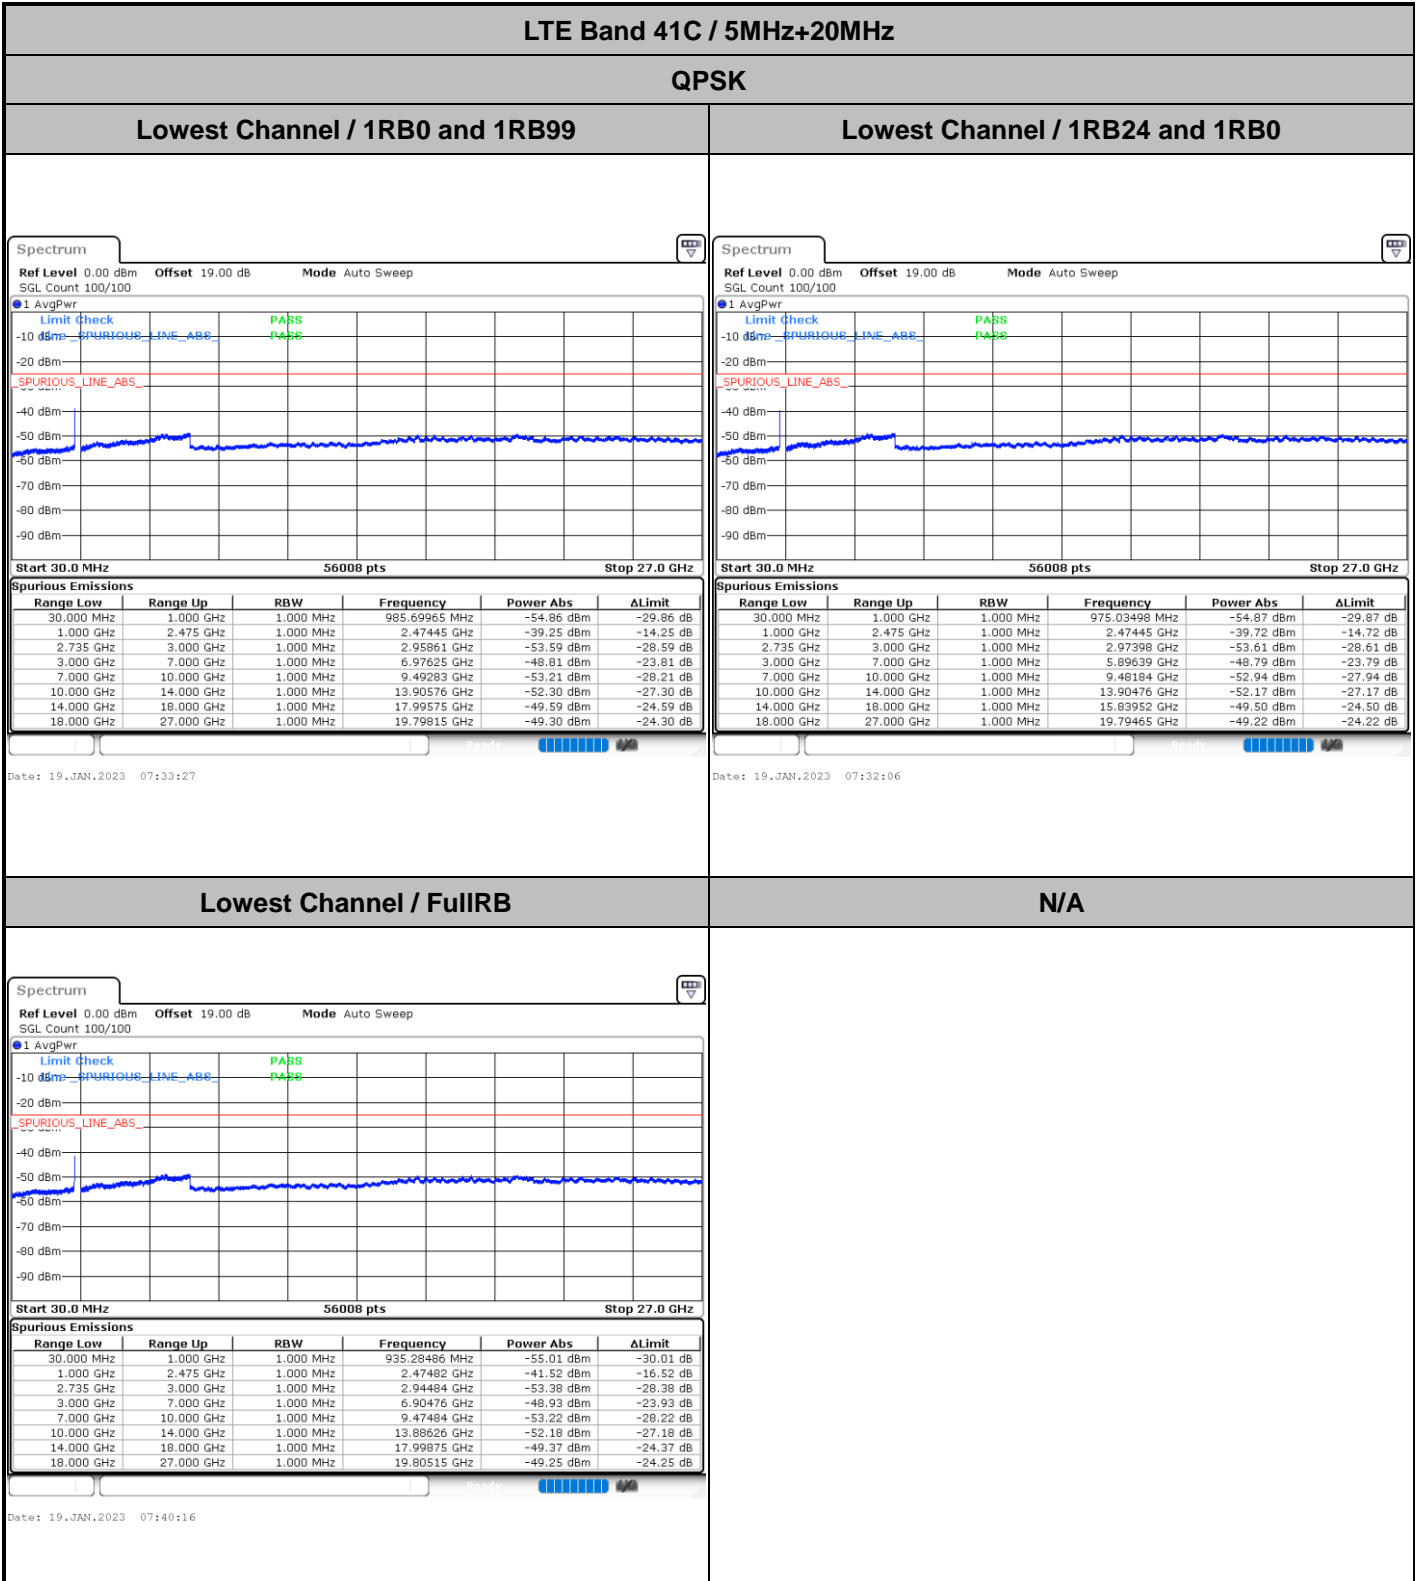 LTE Band 41C / 5MHz+20MHz
QPSK
Lowest Channel / 1RB0 and 1RB99
Spectrum
Ref Level 0.00 dBm Offset 19.00 dB Mode Auto Sweep
SGL Count 100/100
1 AvgPwr
Limit Check PASS
Line _SPURIOUS_LINE_ABS_ PASS
-10 dBm
-20 dBm
_SPURIOUS_LINE_ABS_
-40 dBm
-50 dBm
-60 dBm
-70 dBm
-80 dBm
-90 dBm
Start 30.0 MHz 56008 pts Stop 27.0 GHz
Spurious Emissions
Range Low Range Up RBW Frequency Power Abs ΔLimit
30.000 MHz 1.000 GHz 1.000 MHz 985.69965 MHz -54.86 dBm -29.86 dB
1.000 GHz 2.475 GHz 1.000 MHz 2.47445 GHz -39.25 dBm -14.25 dB
2.735 GHz 3.000 GHz 1.000 MHz 2.95861 GHz -53.59 dBm -28.59 dB
3.000 GHz 7.000 GHz 1.000 MHz 6.97625 GHz -48.81 dBm -23.81 dB
7.000 GHz 10.000 GHz 1.000 MHz 9.49283 GHz -53.21 dBm -28.21 dB
10.000 GHz 14.000 GHz 1.000 MHz 13.90576 GHz -52.30 dBm -27.30 dB
14.000 GHz 18.000 GHz 1.000 MHz 17.99575 GHz -49.59 dBm -24.59 dB
18.000 GHz 27.000 GHz 1.000 MHz 19.79815 GHz -49.30 dBm -24.30 dB
Ready
Date: 19.JAN.2023 07:33:27
Lowest Channel / 1RB24 and 1RB0
Spectrum
Ref Level 0.00 dBm Offset 19.00 dB Mode Auto Sweep
SGL Count 100/100
1 AvgPwr
Limit Check PASS
Line _SPURIOUS_LINE_ABS_ PASS
-10 dBm
-20 dBm
_SPURIOUS_LINE_ABS_
-40 dBm
-50 dBm
-60 dBm
-70 dBm
-80 dBm
-90 dBm
Start 30.0 MHz 56008 pts Stop 27.0 GHz
Spurious Emissions
Range Low Range Up RBW Frequency Power Abs ΔLimit
30.000 MHz 1.000 GHz 1.000 MHz 975.03498 MHz -54.87 dBm -29.87 dB
1.000 GHz 2.475 GHz 1.000 MHz 2.47445 GHz -39.72 dBm -14.72 dB
2.735 GHz 3.000 GHz 1.000 MHz 2.97398 GHz -53.61 dBm -28.61 dB
3.000 GHz 7.000 GHz 1.000 MHz 5.89639 GHz -48.79 dBm -23.79 dB
7.000 GHz 10.000 GHz 1.000 MHz 9.48184 GHz -52.94 dBm -27.94 dB
10.000 GHz 14.000 GHz 1.000 MHz 13.90476 GHz -52.17 dBm -27.17 dB
14.000 GHz 18.000 GHz 1.000 MHz 15.83952 GHz -49.50 dBm -24.50 dB
18.000 GHz 27.000 GHz 1.000 MHz 19.79465 GHz -49.22 dBm -24.22 dB
Ready
Date: 19.JAN.2023 07:32:06
Lowest Channel / FullRB
Spectrum
Ref Level 0.00 dBm Offset 19.00 dB Mode Auto Sweep
SGL Count 100/100
1 AvgPwr
Limit Check PASS
Line _SPURIOUS_LINE_ABS_ PASS
-10 dBm
-20 dBm
_SPURIOUS_LINE_ABS_
-40 dBm
-50 dBm
-60 dBm
-70 dBm
-80 dBm
-90 dBm
Start 30.0 MHz 56008 pts Stop 27.0 GHz
Spurious Emissions
Range Low Range Up RBW Frequency Power Abs ΔLimit
30.000 MHz 1.000 GHz 1.000 MHz 935.28486 MHz -55.01 dBm -30.01 dB
1.000 GHz 2.475 GHz 1.000 MHz 2.47482 GHz -41.52 dBm -16.52 dB
2.735 GHz 3.000 GHz 1.000 MHz 2.94484 GHz -53.38 dBm -28.38 dB
3.000 GHz 7.000 GHz 1.000 MHz 6.90476 GHz -48.93 dBm -23.93 dB
7.000 GHz 10.000 GHz 1.000 MHz 9.47484 GHz -53.22 dBm -28.22 dB
10.000 GHz 14.000 GHz 1.000 MHz 13.88626 GHz -52.18 dBm -27.18 dB
14.000 GHz 18.000 GHz 1.000 MHz 17.99875 GHz -49.37 dBm -24.37 dB
18.000 GHz 27.000 GHz 1.000 MHz 19.80515 GHz -49.25 dBm -24.25 dB
Ready
Date: 19.JAN.2023 07:40:16
N/A